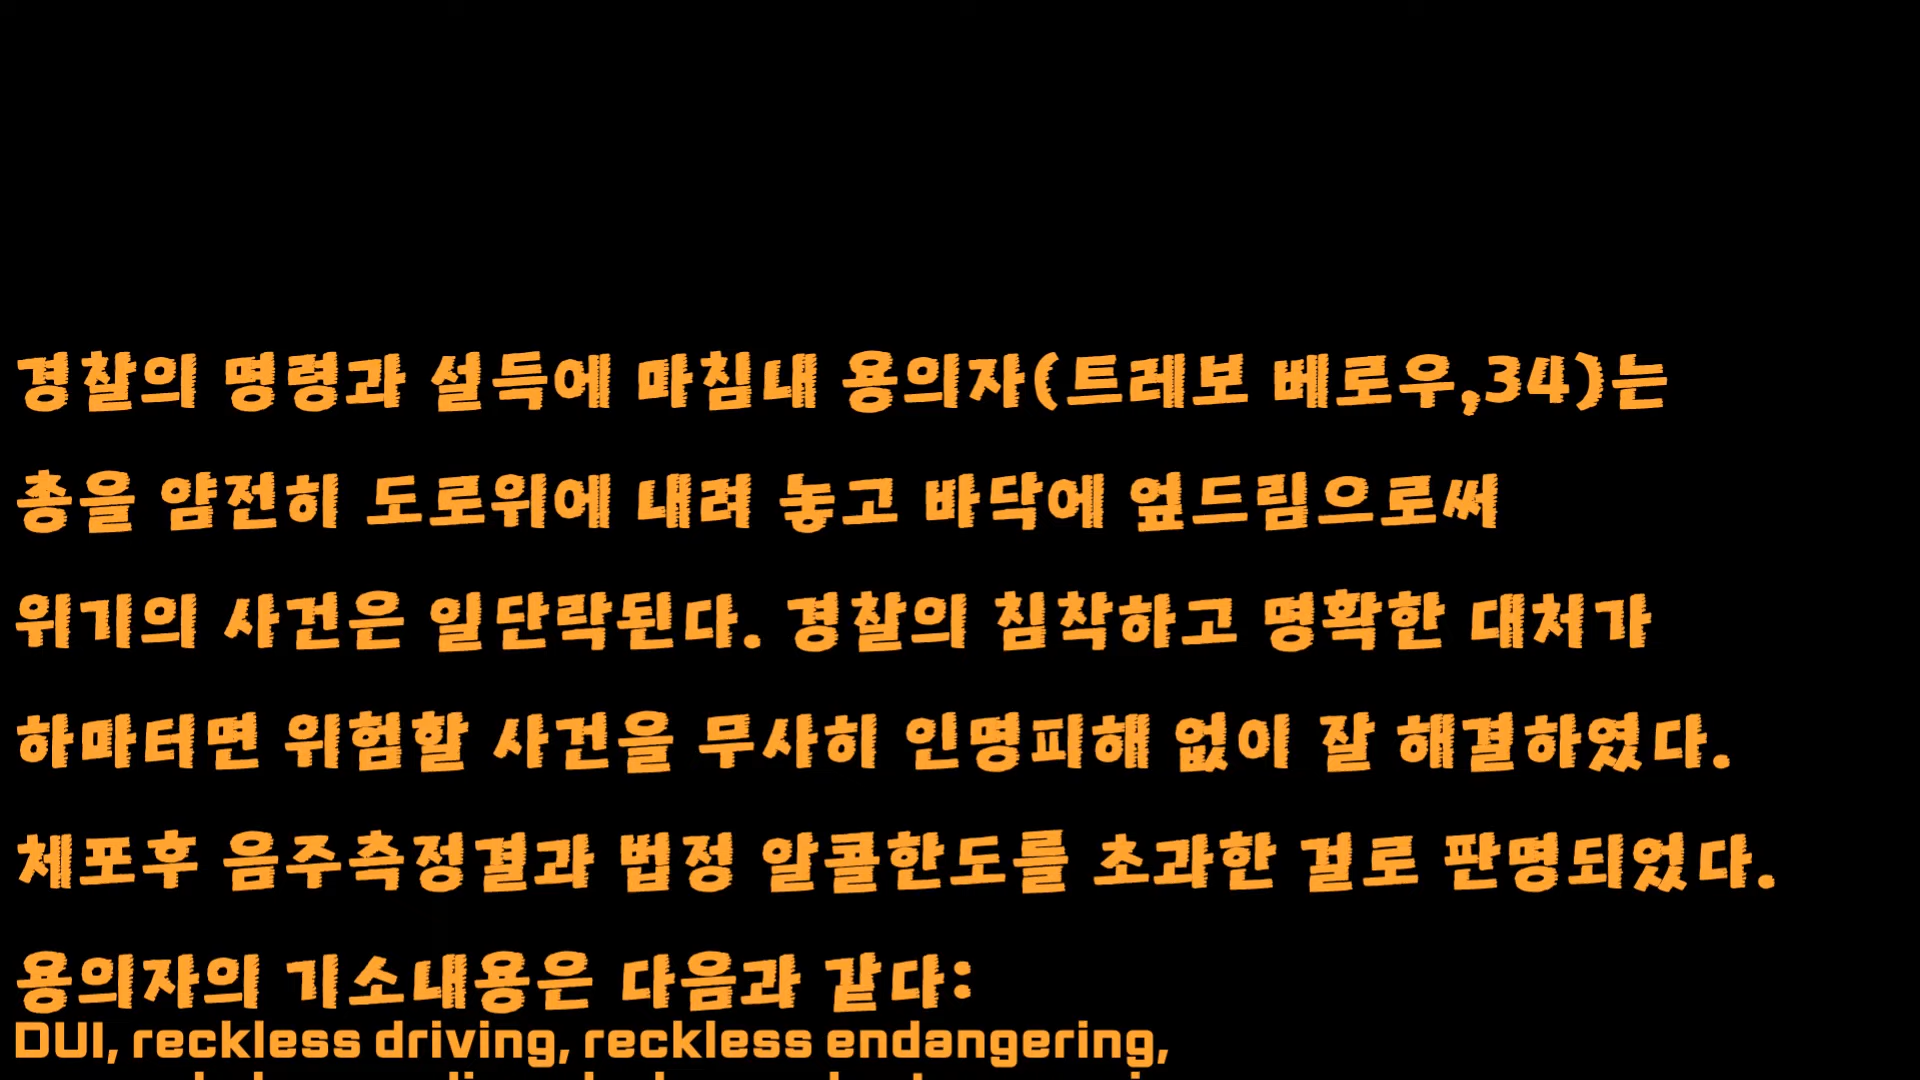 경찰의 명령과 설득에 마침내 용의자(트레보 베로우,34)는
총을 얌전히 도로위에 내려 놓고 바닥에 엎드림으로써
위기의 사건은 일단락된다. 경찰의 침착하고 명확한 대처가
하마터면 위험할 사건을 무사히 인명피해 없이 잘 해결하였다.
체포후 음주측정결과 법정 알콜한도를 초과한 걸로 판명되었다.
용의자의 기소내용은 다음과 같다:
DUI, reckless driving, reckless endangering,